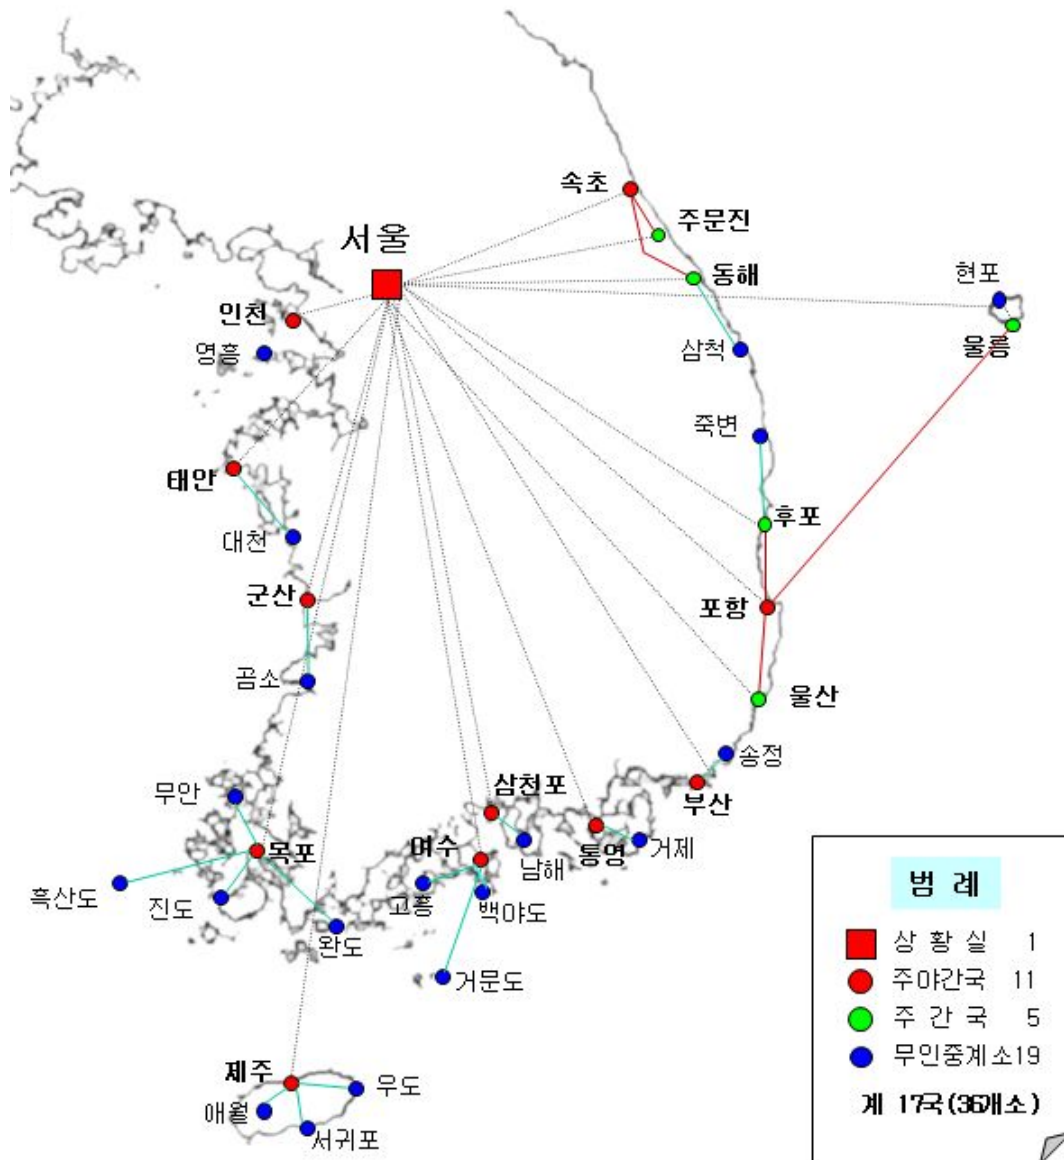 속초
주문진
서울
동해
현포
인천
울릉
영흥
삼척
죽변
태안
후포
대천
군산
포항
곰소
울산
송정
무안
삼천포
부산
목포
여수
통영
거제
남해
흑산도
진도
고흥
백야도
완도
거문도
제주
우도
애월
서귀포
범 례
상 황 실 1
주야간국 11
주 간 국 5
무인중계소19
계 17국(36개소)